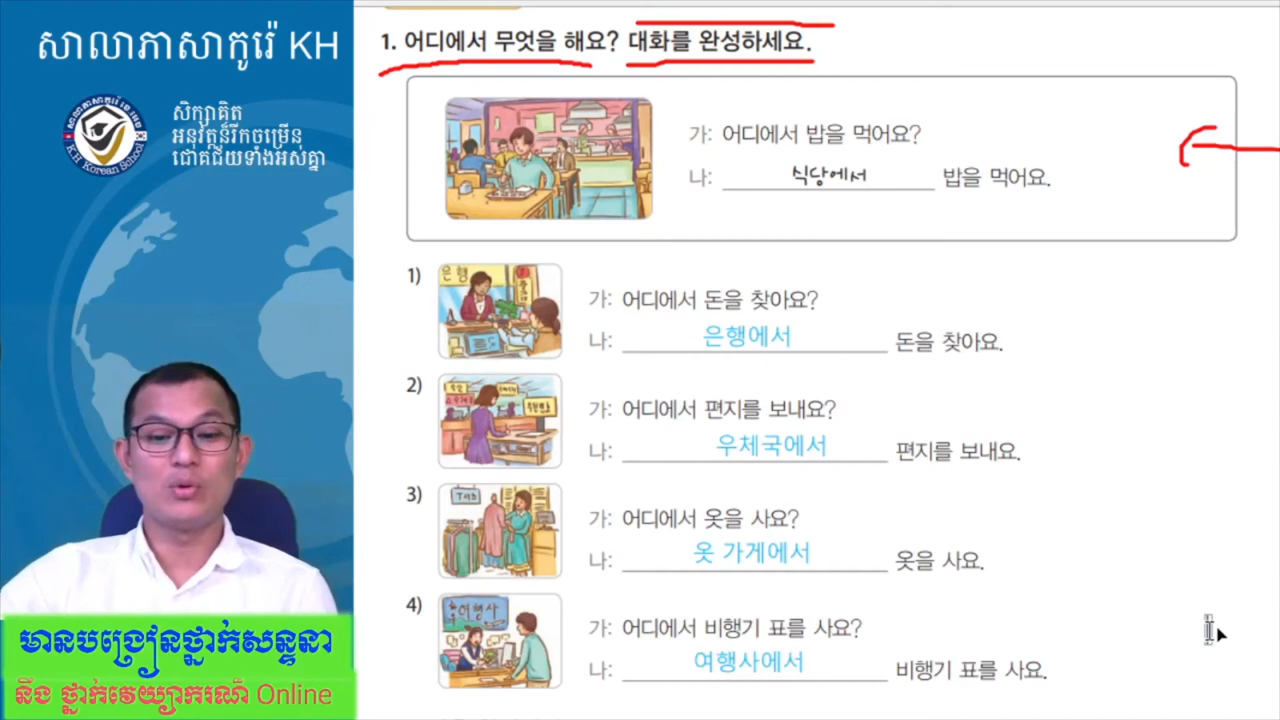 សាលាភាសាកូរ៉េ KH
សិក្សាគិត
អនុវត្តន៍រីកចម្រើន
ជោគជ័យទាំងអស់គ្នា
KH Korean School
មានបង្រៀនថ្នាក់សន្ទនា
និង ថ្នាក់វេយ្យាករណ៍ Online
1. 어디에서 무엇을 해요? 대화를 완성하세요.
가: 어디에서 밥을 먹어요?
나: 식당에서 밥을 먹어요.
1)
은행
가: 어디에서 돈을 찾아요?
나: 은행에서 돈을 찾아요.
2)
가: 어디에서 편지를 보내요?
나: 우체국에서 편지를 보내요.
3)
가: 어디에서 옷을 사요?
나: 옷 가게에서 옷을 사요.
4)
여행사
가: 어디에서 비행기 표를 사요?
나: 여행사에서 비행기 표를 사요.